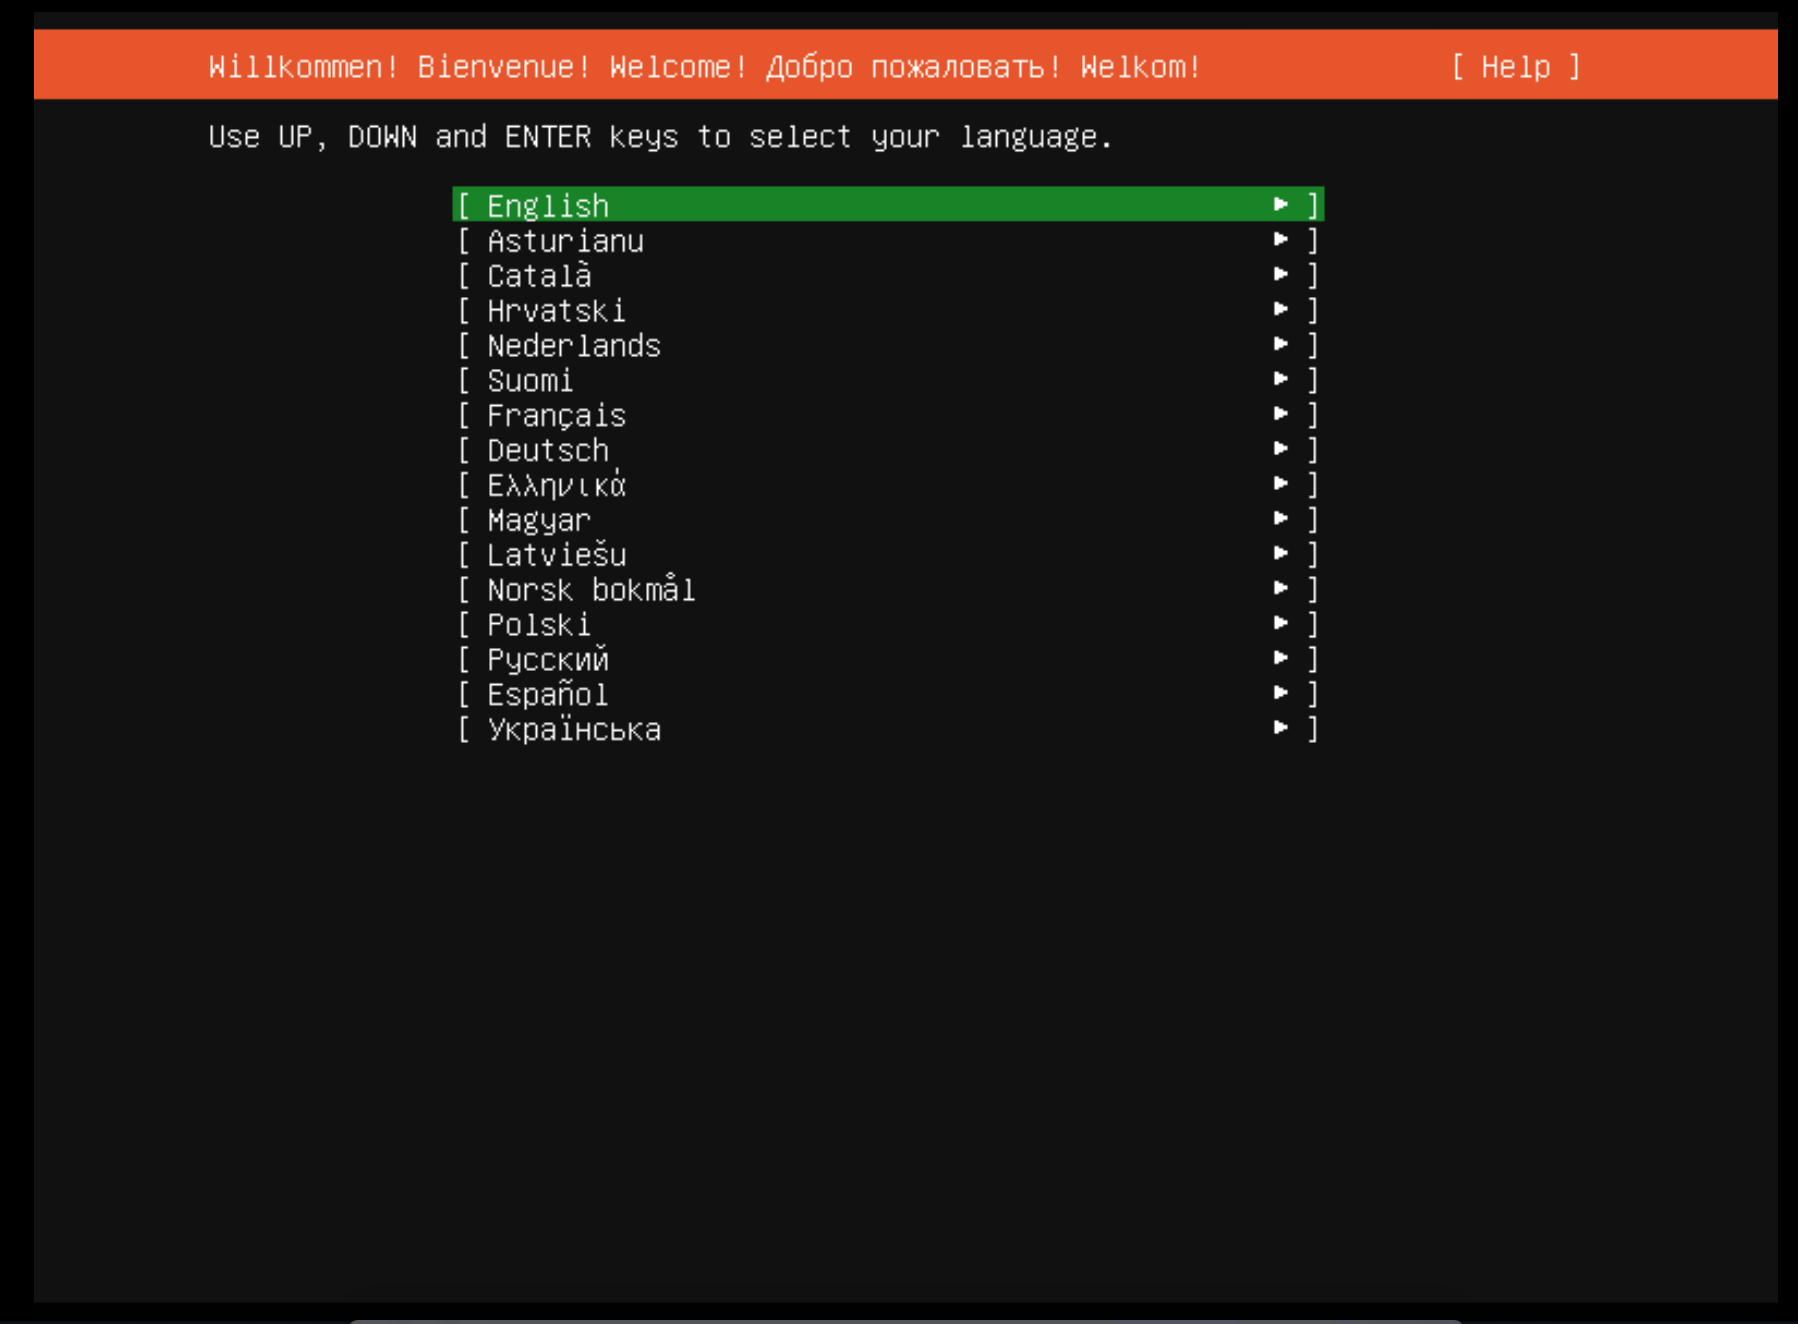 Willkommen! Bienvenue! Welcome! Добро пожаловать! Welkom! [ Help ]
Use UP, DOWN and ENTER keys to select your language.
[ English ► ]
[ Asturianu ► ]
[ Català ► ]
[ Hrvatski ► ]
[ Nederlands ► ]
[ Suomi ► ]
[ Français ► ]
[ Deutsch ► ]
[ Ελληνικά ► ]
[ Magyar ► ]
[ Latviešu ► ]
[ Norsk bokmål ► ]
[ Polski ► ]
[ Русский ► ]
[ Español ► ]
[ Українська ► ]